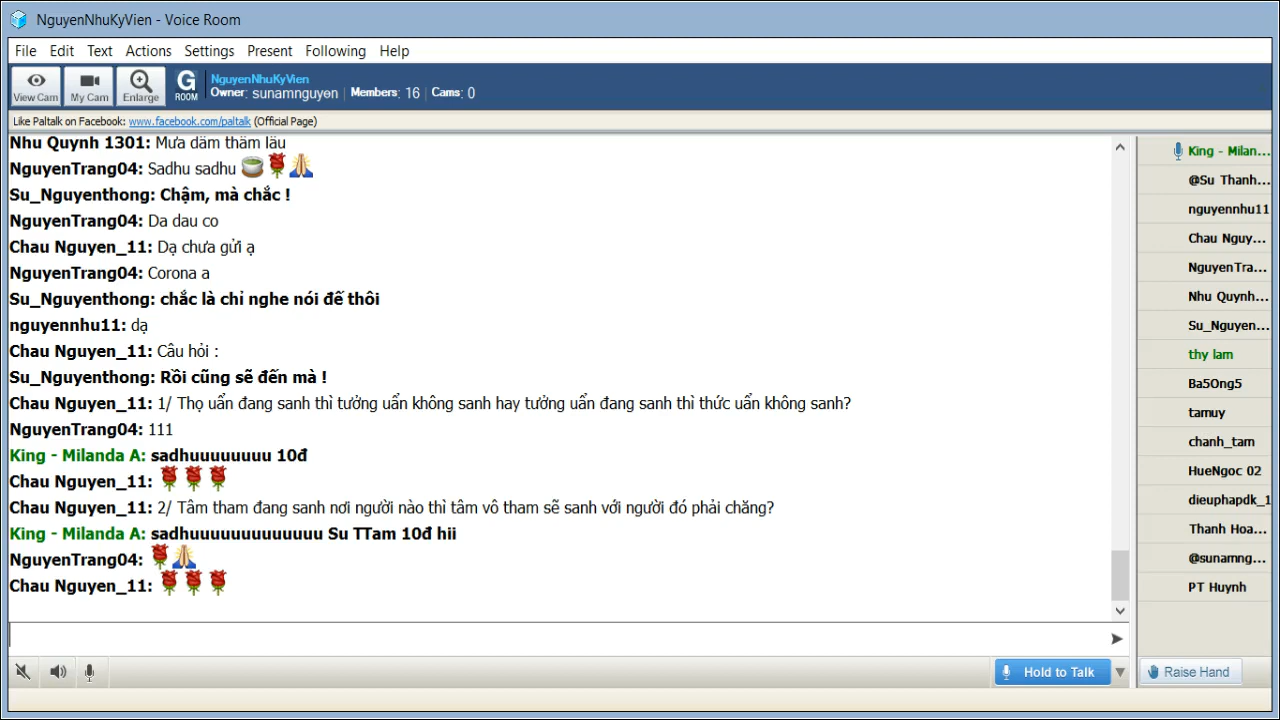 NguyenNhuKyVien - Voice Room
File Edit Text Actions Settings Present Following Help
View Cam My Cam Enlarge G ROOM NguyenNhuKyVien
Owner: sunamnguyen Members: 16 Cams: 0
Like Paltalk on Facebook: www.facebook.com/paltalk (Official Page)
Nhu Quynh 1301: Mưa dầm thấm lâu
NguyenTrang04: Sadhu sadhu
Su_Nguyenthong: Chậm, mà chắc !
NguyenTrang04: Da dau co
Chau Nguyen_11: Dạ chưa gửi ạ
NguyenTrang04: Corona a
Su_Nguyenthong: chắc là chỉ nghe nói đế thôi
nguyennhu11: dạ
Chau Nguyen_11: Câu hỏi :
Su_Nguyenthong: Rồi cũng sẽ đến mà !
Chau Nguyen_11: 1/ Thọ uẩn đang sanh thì tưởng uẩn không sanh hay tưởng uẩn đang sanh thì thức uẩn không sanh?
NguyenTrang04: 111
King - Milanda A: sadhuuuuuuuu 10đ
Chau Nguyen_11:
Chau Nguyen_11: 2/ Tâm tham đang sanh nơi người nào thì tâm vô tham sẽ sanh với người đó phải chăng?
King - Milanda A: sadhuuuuuuuuuuuuu Su TTam 10đ hii
NguyenTrang04:
Chau Nguyen_11:
King - Milan...
@Su Thanh...
nguyennhu11
Chau Nguy...
NguyenTra...
Nhu Quynh...
Su_Nguyen...
thy lam
Ba5Ong5
tamuy
chanh_tam
HueNgoc 02
dieuphapdk_1
Thanh Hoa...
@sunamng...
PT Huynh
Hold to Talk
Raise Hand